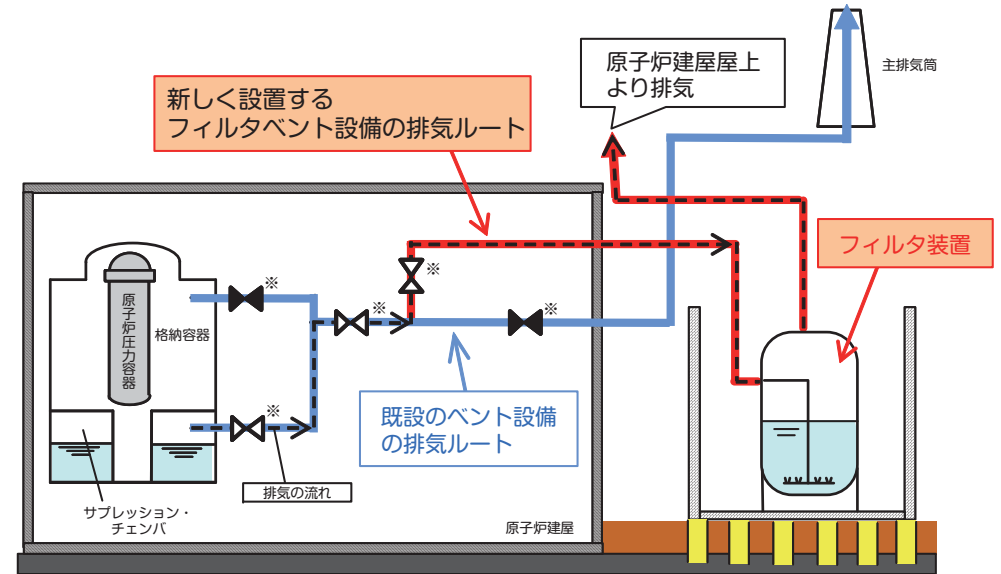 新しく設置する
フィルタベント設備の排気ルート
原子炉建屋屋上
より排気
主排気筒
フィルタ装置
原子炉圧力容器
格納容器
※
※
※
※
※
既設のベント設備
の排気ルート
排気の流れ
サプレッション・
チェンバ
原子炉建屋